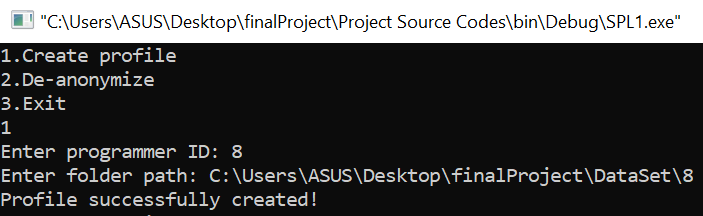 "C:\Users\ASUS\Desktop\finalProject\Project Source Codes\bin\Debug\SPL1.exe"
1.Create profile
2.De-anonymize
3.Exit
1
Enter programmer ID: 8
Enter folder path: C:\Users\ASUS\Desktop\finalProject\DataSet\8
Profile successfully created!